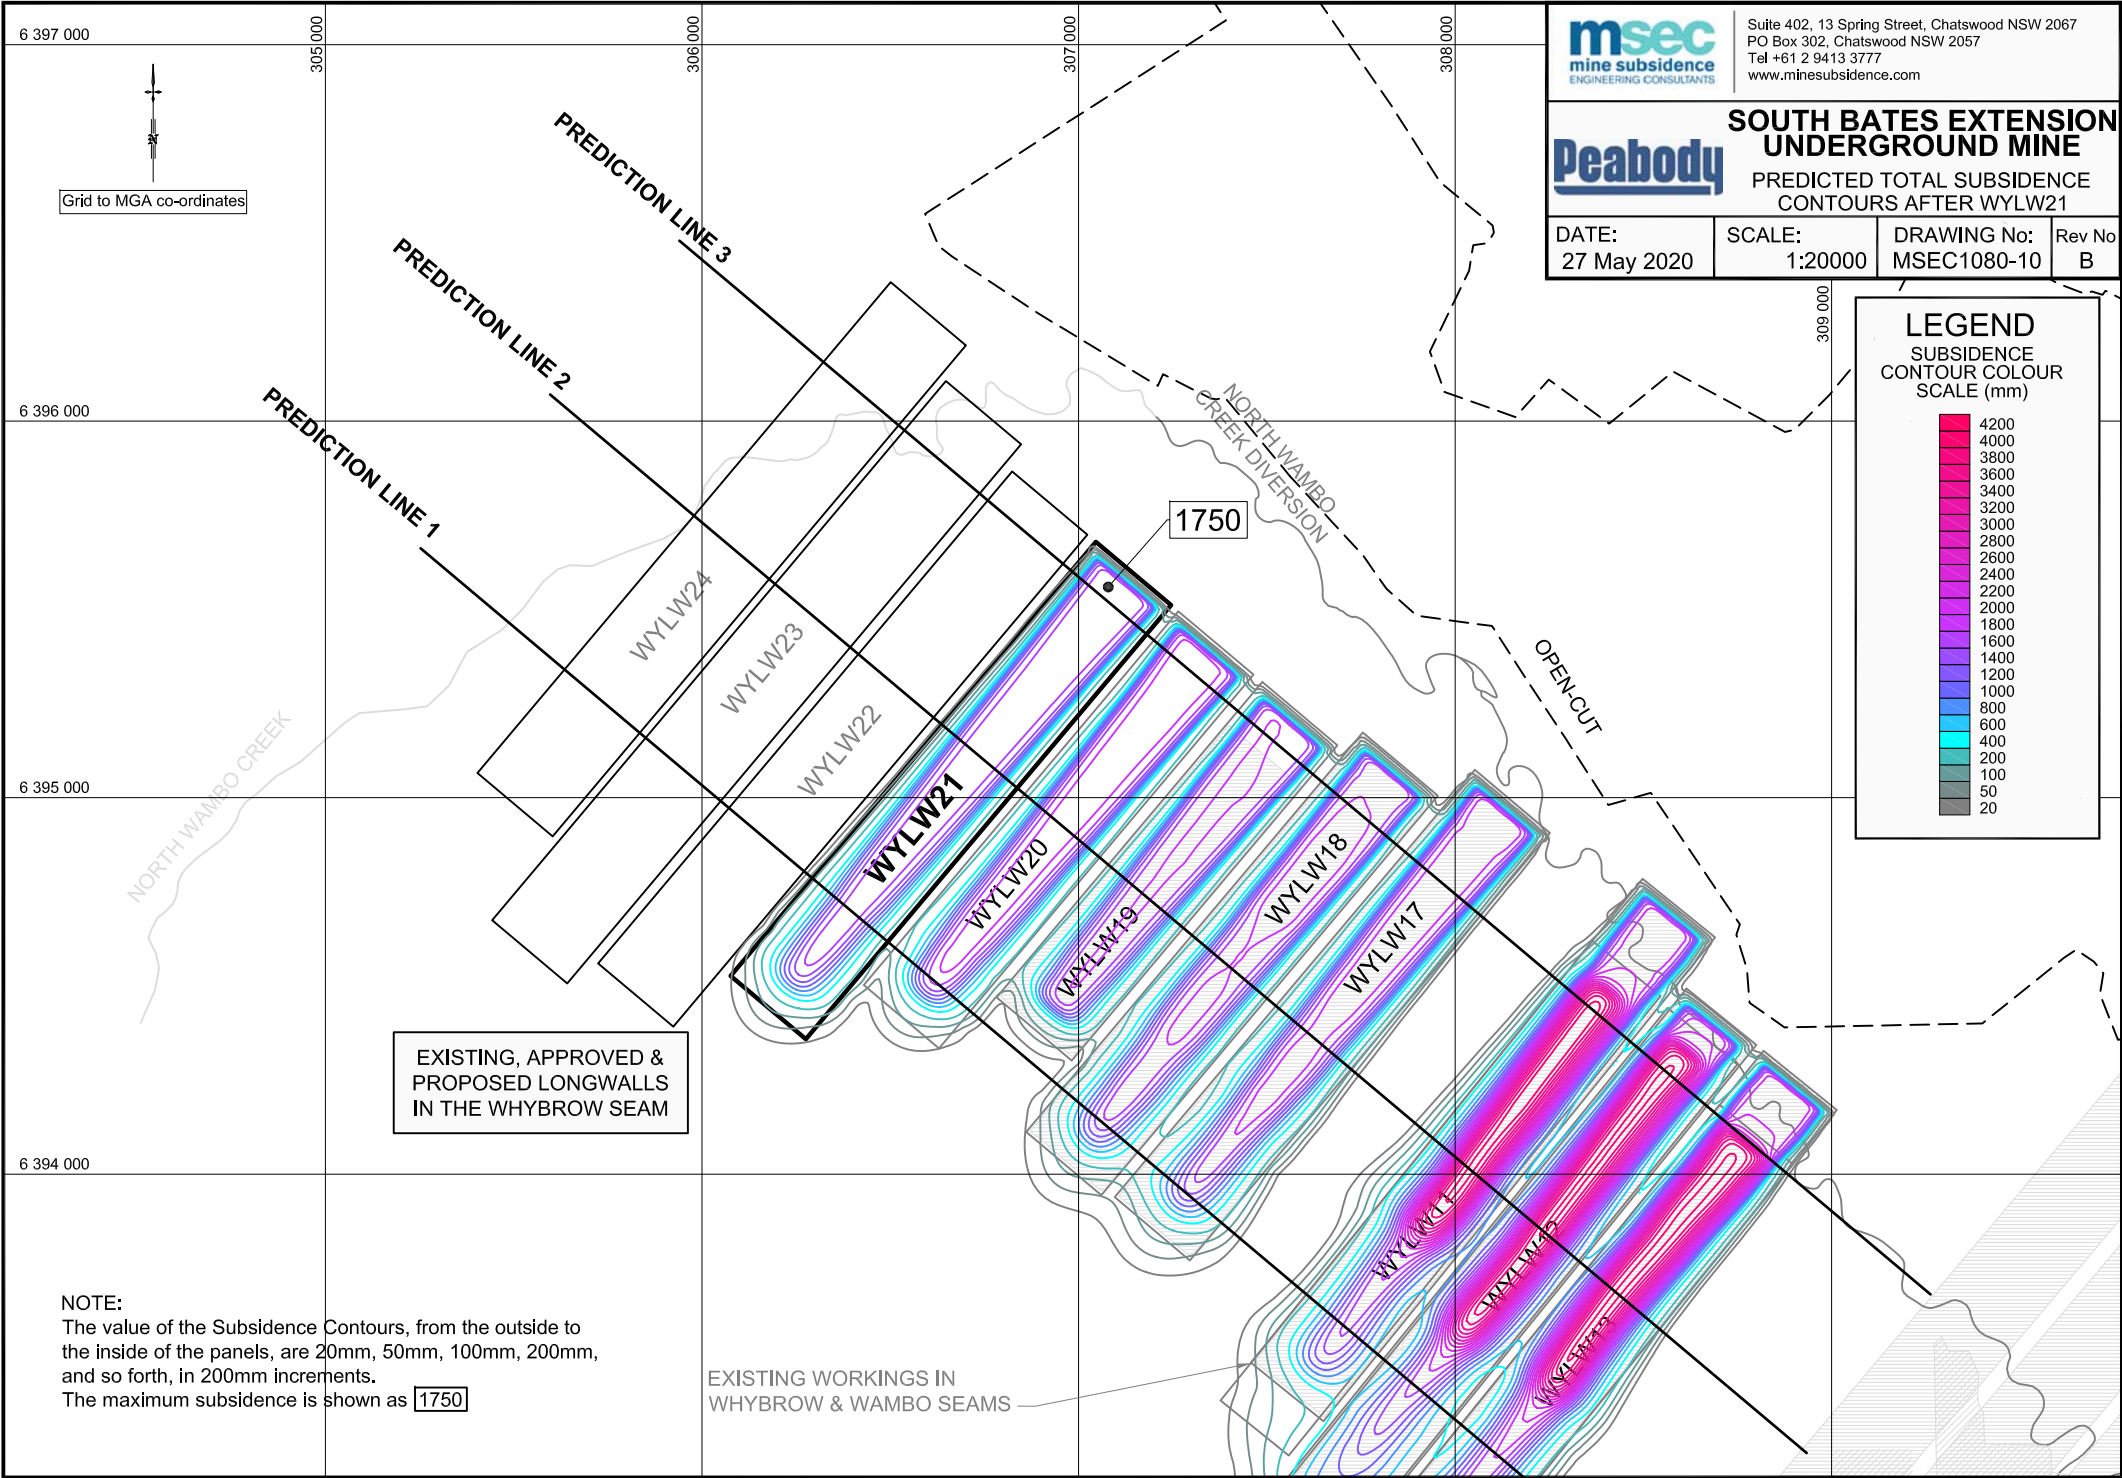 msec
mine subsidence
ENGINEERING CONSULTANTS
Suite 402, 13 Spring Street, Chatswood NSW 2067
PO Box 302, Chatswood NSW 2057
Tel +61 2 9413 3777
www.minesubsidence.com
Peabody
SOUTH BATES EXTENSION
UNDERGROUND MINE
PREDICTED TOTAL SUBSIDENCE
CONTOURS AFTER WYLW21
DATE:
27 May 2020
SCALE:
1:20000
DRAWING No:
MSEC1080-10
Rev No
B
LEGEND
SUBSIDENCE
CONTOUR COLOUR
SCALE (mm)
4200
4000
3800
3600
3400
3200
3000
2800
2600
2400
2200
2000
1800
1600
1400
1200
1000
800
600
400
200
100
50
20
6 397 000
6 396 000
6 395 000
6 394 000
305 000
306 000
307 000
308 000
309 000
Grid to MGA co-ordinates
PREDICTION LINE 3
PREDICTION LINE 2
PREDICTION LINE 1
NORTH WAMBO
CREEK DIVERSION
1750
OPEN-CUT
NORTH WAMBO CREEK
WYLW24
WYLW23
WYLW22
WYLW21
WYLW20
WYLW19
WYLW18
WYLW17
WYLW11
WYLW12
WYLW13
EXISTING, APPROVED &
PROPOSED LONGWALLS
IN THE WHYBROW SEAM
EXISTING WORKINGS IN
WHYBROW & WAMBO SEAMS
NOTE:
The value of the Subsidence Contours, from the outside to
the inside of the panels, are 20mm, 50mm, 100mm, 200mm,
and so forth, in 200mm increments.
The maximum subsidence is shown as 1750